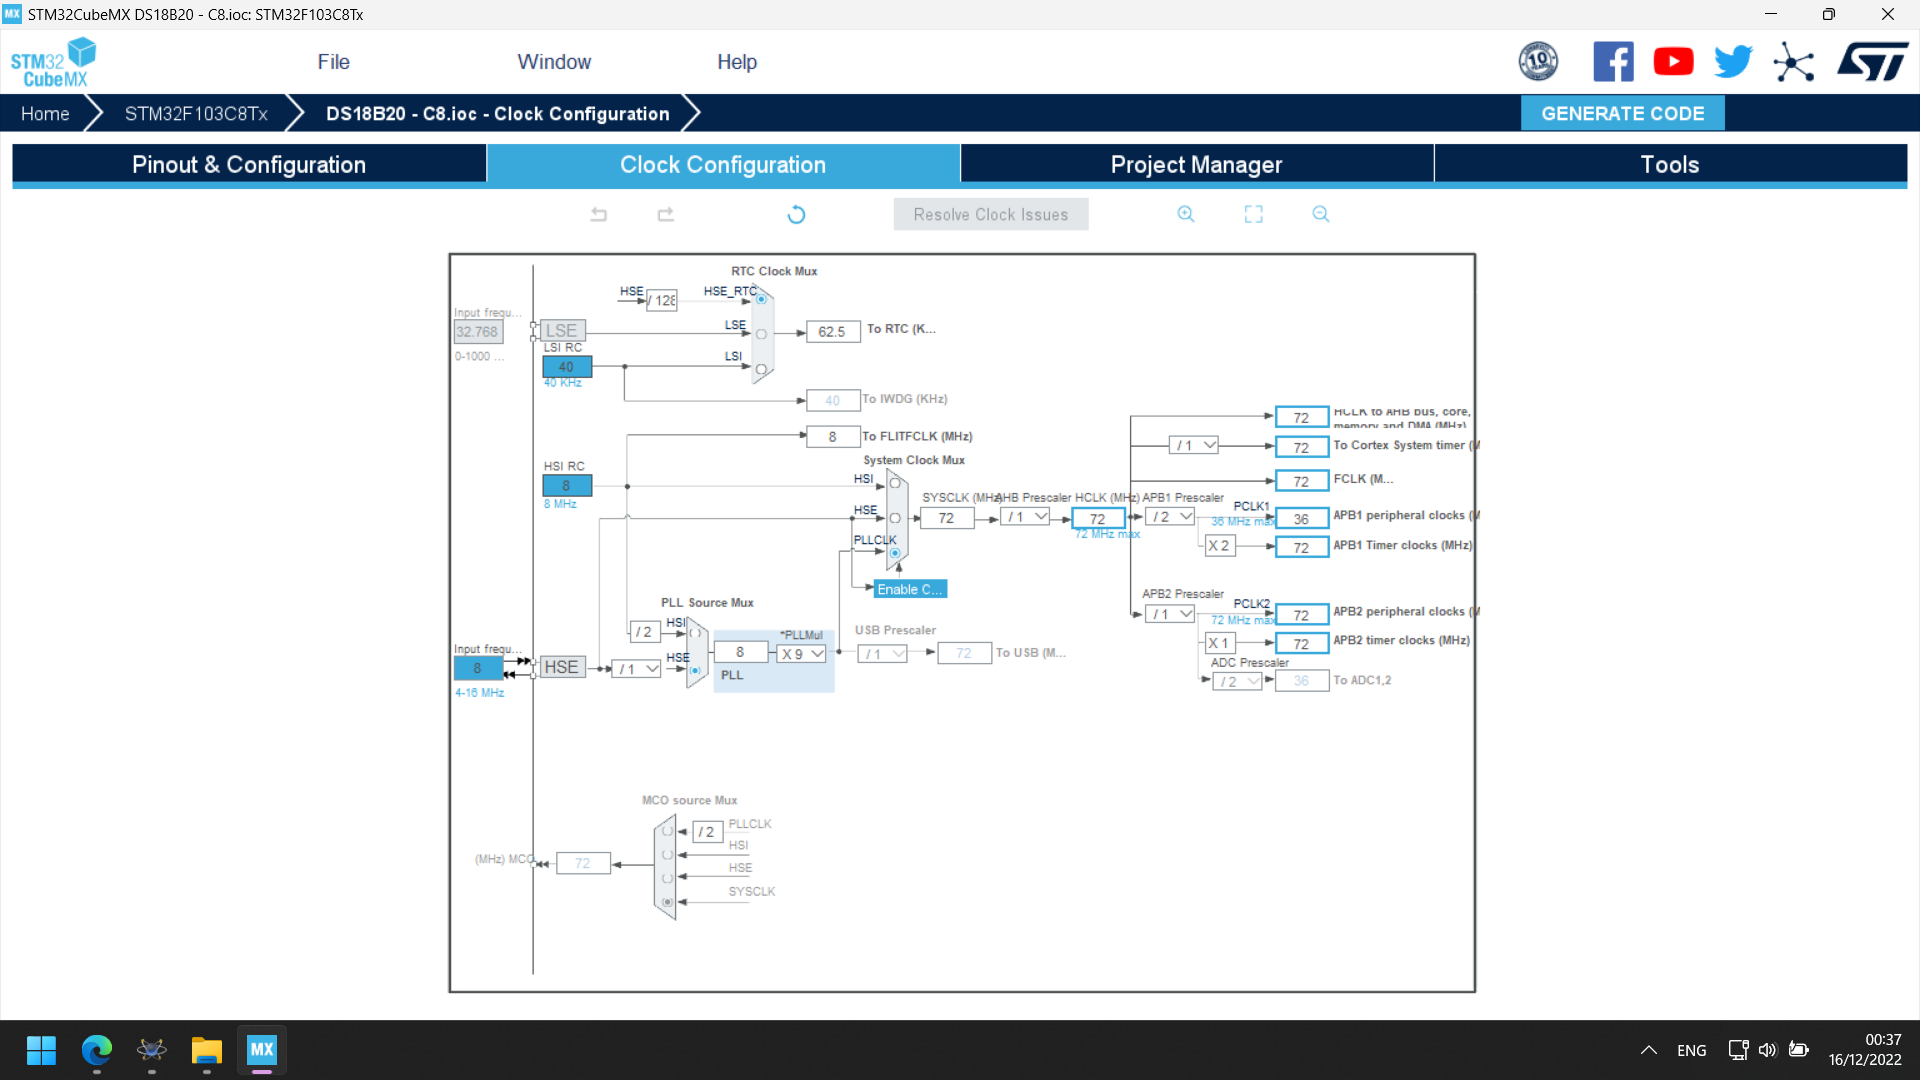 MX STM32CubeMX DS18B20 - C8.ioc: STM32F103C8Tx
STM32
CubeMX
File Window Help
10
YEARS
Home STM32F103C8Tx DS18B20 - C8.ioc - Clock Configuration GENERATE CODE
Pinout & Configuration Clock Configuration Project Manager Tools
Resolve Clock Issues
RTC Clock Mux
HSE / 128 HSE_RTC
Input frequ...
32.768 LSE LSE 62.5 To RTC (K...
0-1000 ...
LSI RC
40 LSI
40 KHz
40 To IWDG (KHz)
8 To FLITFCLK (MHz)
System Clock Mux
HSI RC
8 HSI
8 MHz
HSE
PLLCLK
Enable C...
SYSCLK (MHz) AHB Prescaler HCLK (MHz) APB1 Prescaler
72 / 1 72 / 2
72 MHz max
72 HCLK to AHB bus, core,
memory and DMA (MHz)
/ 1 72 To Cortex System timer (M
72 FCLK (M...
PCLK1
36 MHz max 36 APB1 peripheral clocks (M
X 2 72 APB1 Timer clocks (MHz)
APB2 Prescaler
PCLK2
/ 1 72 APB2 peripheral clocks (M
72 MHz max
X 1 72 APB2 timer clocks (MHz)
ADC Prescaler
/ 2 36 To ADC1,2
PLL Source Mux
/ 2 HSI
*PLLMul
8 X 9
PLL
USB Prescaler
/ 1 72 To USB (M...
Input frequ...
8 HSE / 1 HSE
4-16 MHz
MCO source Mux
/ 2 PLLCLK
HSI
(MHz) MCO 72
HSE
SYSCLK
MX
ENG
00:37
16/12/2022